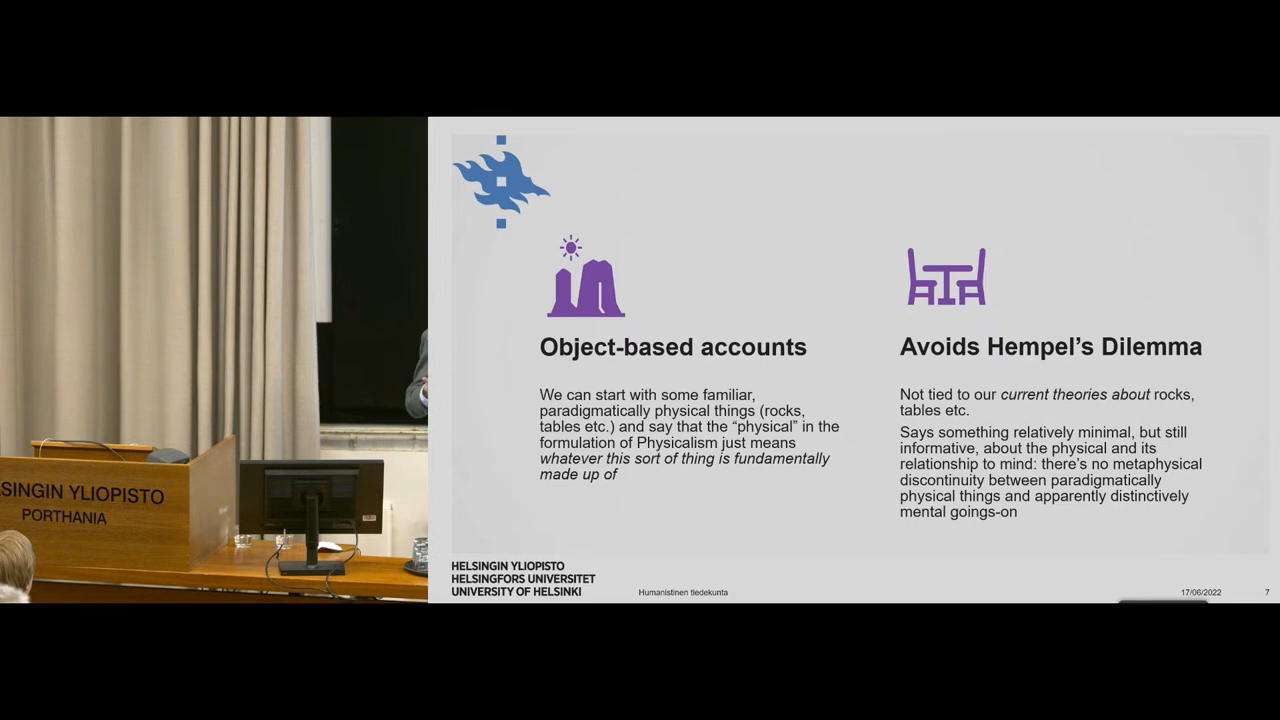 SINGIN YLIOPISTO
PORTHANIA
Object-based accounts
We can start with some familiar,
paradigmatically physical things (rocks,
tables etc.) and say that the “physical” in the
formulation of Physicalism just means
whatever this sort of thing is fundamentally
made up of
Avoids Hempel’s Dilemma
Not tied to our current theories about rocks,
tables etc.
Says something relatively minimal, but still
informative, about the physical and its
relationship to mind: there’s no metaphysical
discontinuity between paradigmatically
physical things and apparently distinctively
mental goings-on
HELSINGIN YLIOPISTO
HELSINGFORS UNIVERSITET
UNIVERSITY OF HELSINKI
Humanistinen tiedekunta
17/06/2022
7